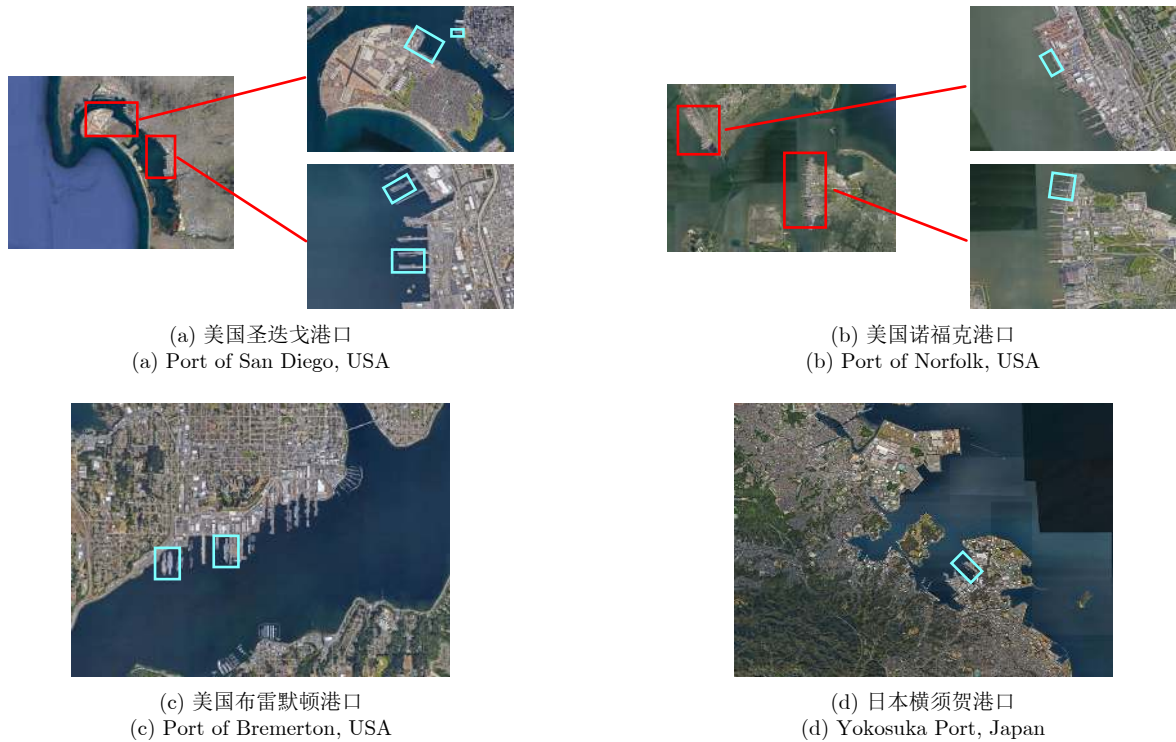 (a) 美国圣迭戈港口
(a) Port of San Diego, USA
(b) 美国诺福克港口
(b) Port of Norfolk, USA
(c) 美国布雷默顿港口
(c) Port of Bremerton, USA
(d) 日本横须贺港口
(d) Yokosuka Port, Japan